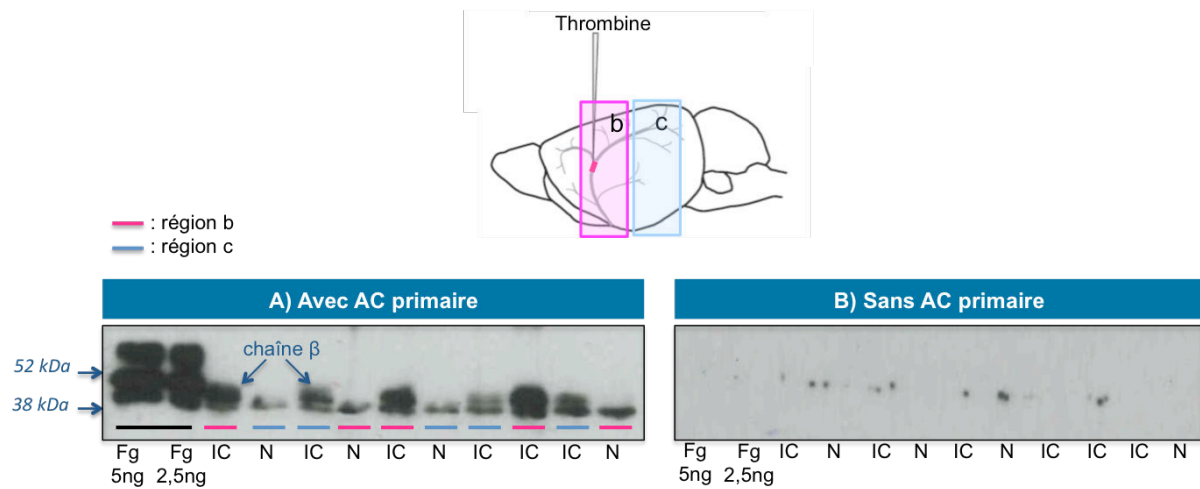 Thrombine
b
c
: région b
: région c
A) Avec AC primaire
B) Sans AC primaire
chaîne β
52 kDa
38 kDa
Fg Fg IC N IC N IC N IC IC IC N
5ng 2,5ng
Fg Fg IC N IC N IC N IC IC IC N
5ng 2,5ng